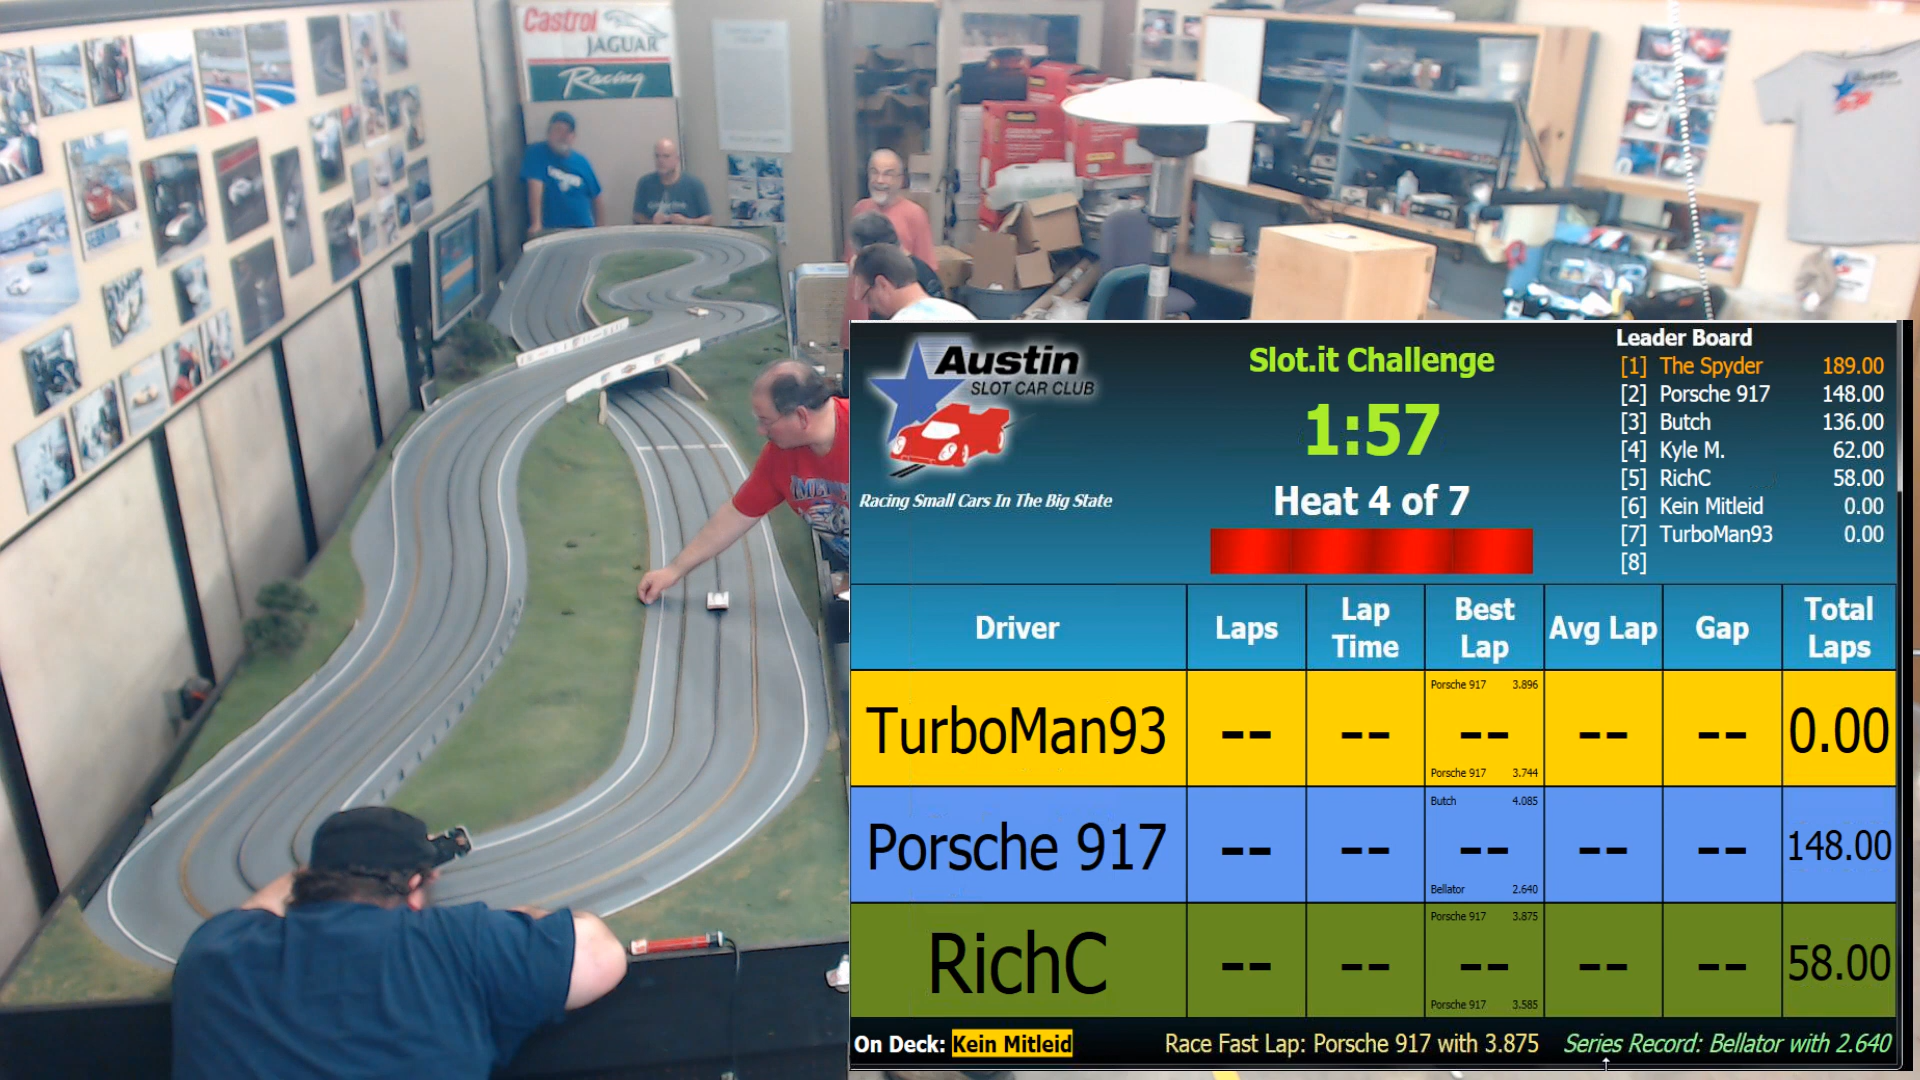 Castrol
JAGUAR
Racing
Austin
Austin
SLOT CAR CLUB
Racing Small Cars In The Big State
Slot.it Challenge
1:57
Heat 4 of 7
Leader Board
[1] The Spyder 189.00
[2] Porsche 917 148.00
[3] Butch 136.00
[4] Kyle M. 62.00
[5] RichC 58.00
[6] Kein Mitleid 0.00
[7] TurboMan93 0.00
[8]
Driver Laps Lap Time Best Lap Avg Lap Gap Total Laps
Porsche 917 3.896
TurboMan93 -- -- -- -- -- 0.00
Porsche 917 3.744
Butch 4.085
Porsche 917 -- -- -- -- -- 148.00
Bellator 2.640
Porsche 917 3.875
RichC -- -- -- -- -- 58.00
Porsche 917 3.585
On Deck: Kein Mitleid Race Fast Lap: Porsche 917 with 3.875 Series Record: Bellator with 2.640